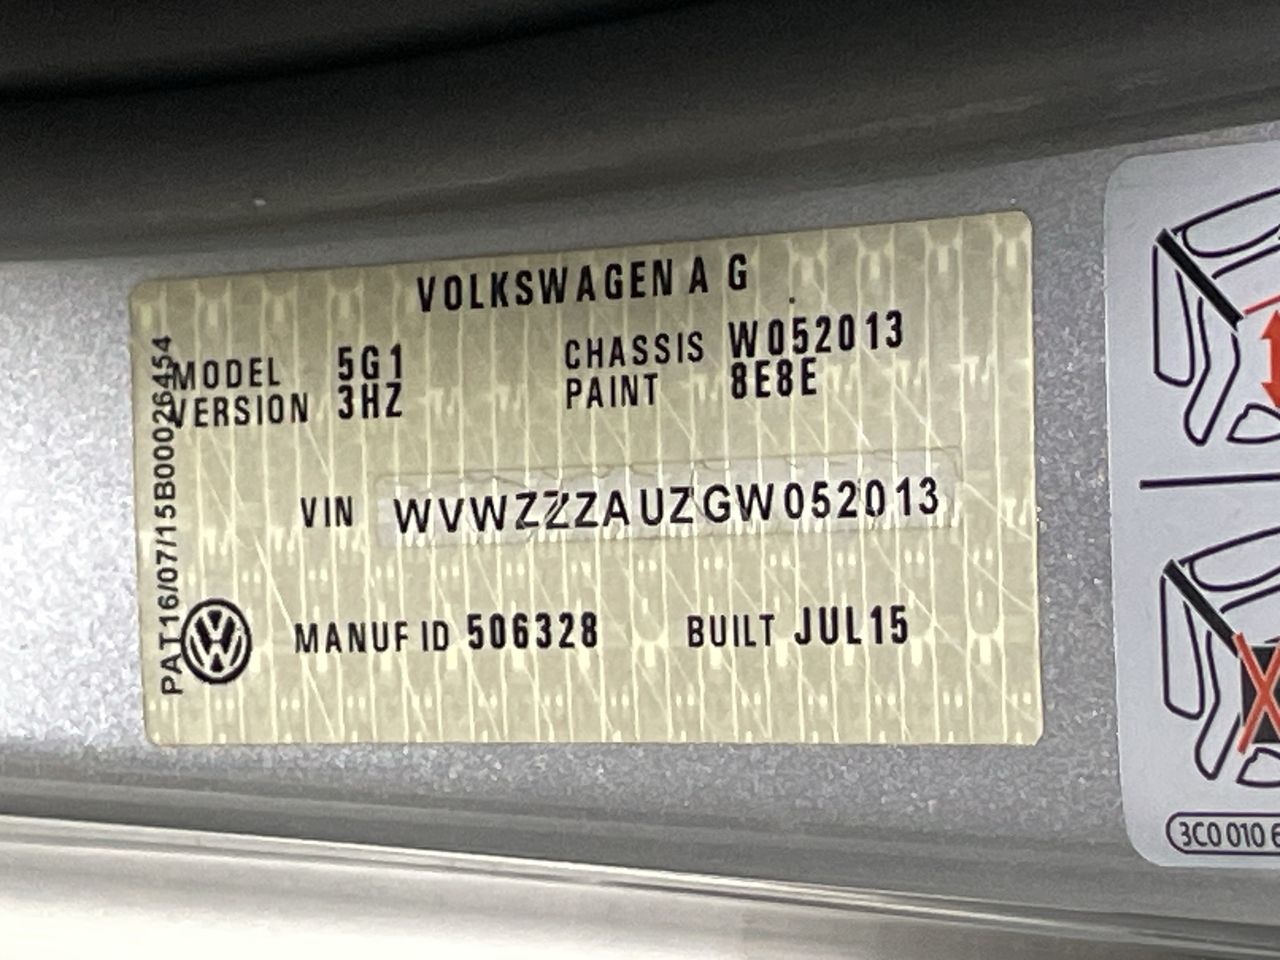 VOLKSWAGEN A G
MODEL 5G1 CHASSIS W052013
VERSION 3HZ PAINT 8E8E
VIN WVWZZZAUZGW052013
MANUF ID 506328 BUILT JUL15
PAT16/07/15B00026454
3C0 010 6